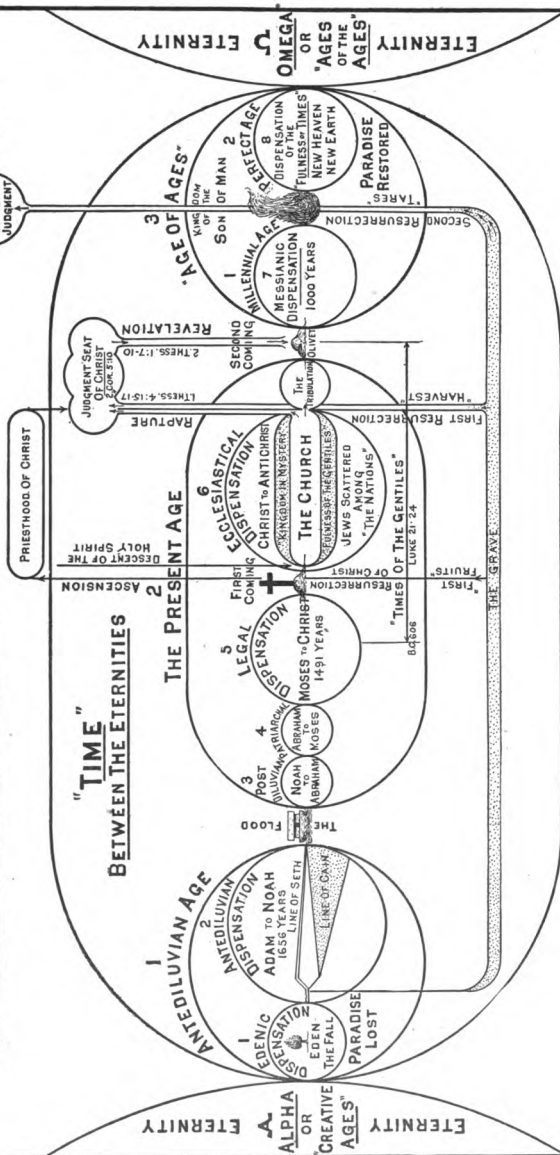 ETERNITY
A
ALPHA
OR
"CREATIVE
AGES"
ETERNITY
"TIME"
BETWEEN THE ETERNITIES
1
ANTEDILUVIAN AGE
1
EDENIC
DISPENSATION
EDEN
THE FALL
PARADISE
LOST
2
ANTEDILUVIAN
DISPENSATION
ADAM TO NOAH
1656 YEARS
LINE OF SETH
LINE OF CAIN
THE
FLOOD
2
THE PRESENT AGE
3
POST
DILUVIAN
NOAH
TO
ABRAHAM
4
PATRIARCHAL
ABRAHAM
TO
MOSES
5
LEGAL
DISPENSATION
MOSES TO CHRIST
1491 YEARS
FIRST
COMING
ASCENSION
DESCENT OF THE
HOLY SPIRIT
PRIESTHOOD OF CHRIST
RESURRECTION
OF CHRIST
"FIRST
FRUITS"
6
ECCLESIASTICAL
DISPENSATION
CHRIST TO ANTICHRIST
KINGDOM IN MYSTERY
THE CHURCH
FULNESS OF THE GENTILES
JEWS SCATTERED
AMONG
"THE NATIONS"
"TIMES OF THE GENTILES"
LUKE 21:24
B.C. 606
RAPTURE
1. THESS. 4:15-17
JUDGMENT SEAT
OF CHRIST
2 COR. 5:10
REVELATION
2. THESS. 1:7-10
SECOND
COMING
THE
TRIBULATION
OLIVET
FIRST RESURRECTION
"HARVEST"
THE GRAVE
3
"AGE OF AGES"
KINGDOM
OF THE
SON OF MAN
1
MILLENNIAL AGE
7
MESSIANIC
DISPENSATION
1000 YEARS
2
PERFECT AGE
8
DISPENSATION
OF THE
"FULNESS OF TIMES"
NEW HEAVEN
NEW EARTH
PARADISE
RESTORED
SECOND RESURRECTION
"TARES"
JUDGMENT
ETERNITY
Ω
OMEGA
OR
"AGES
OF THE
AGES"
ETERNITY